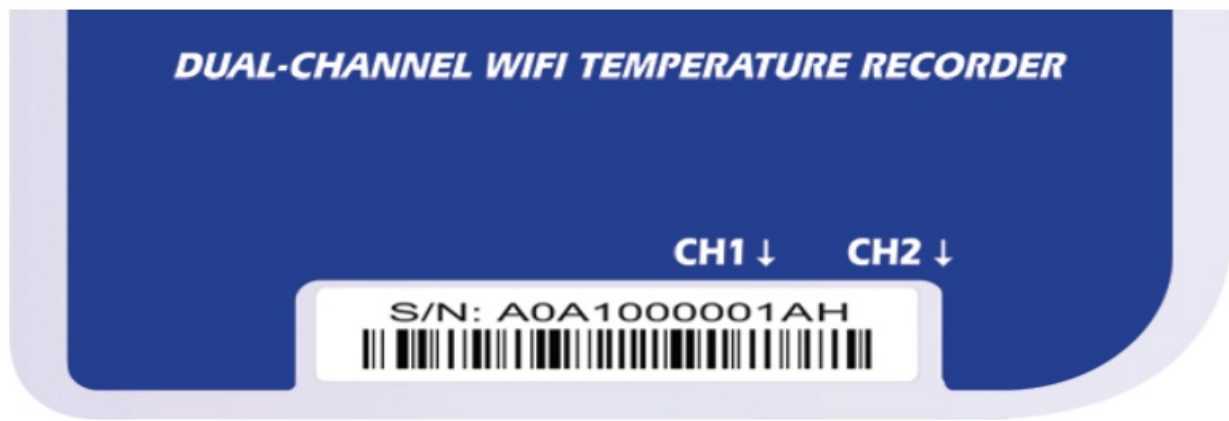 DUAL-CHANNEL WIFI TEMPERATURE RECORDER
CH1 ↓ CH2 ↓
S/N: A0A1000001AH